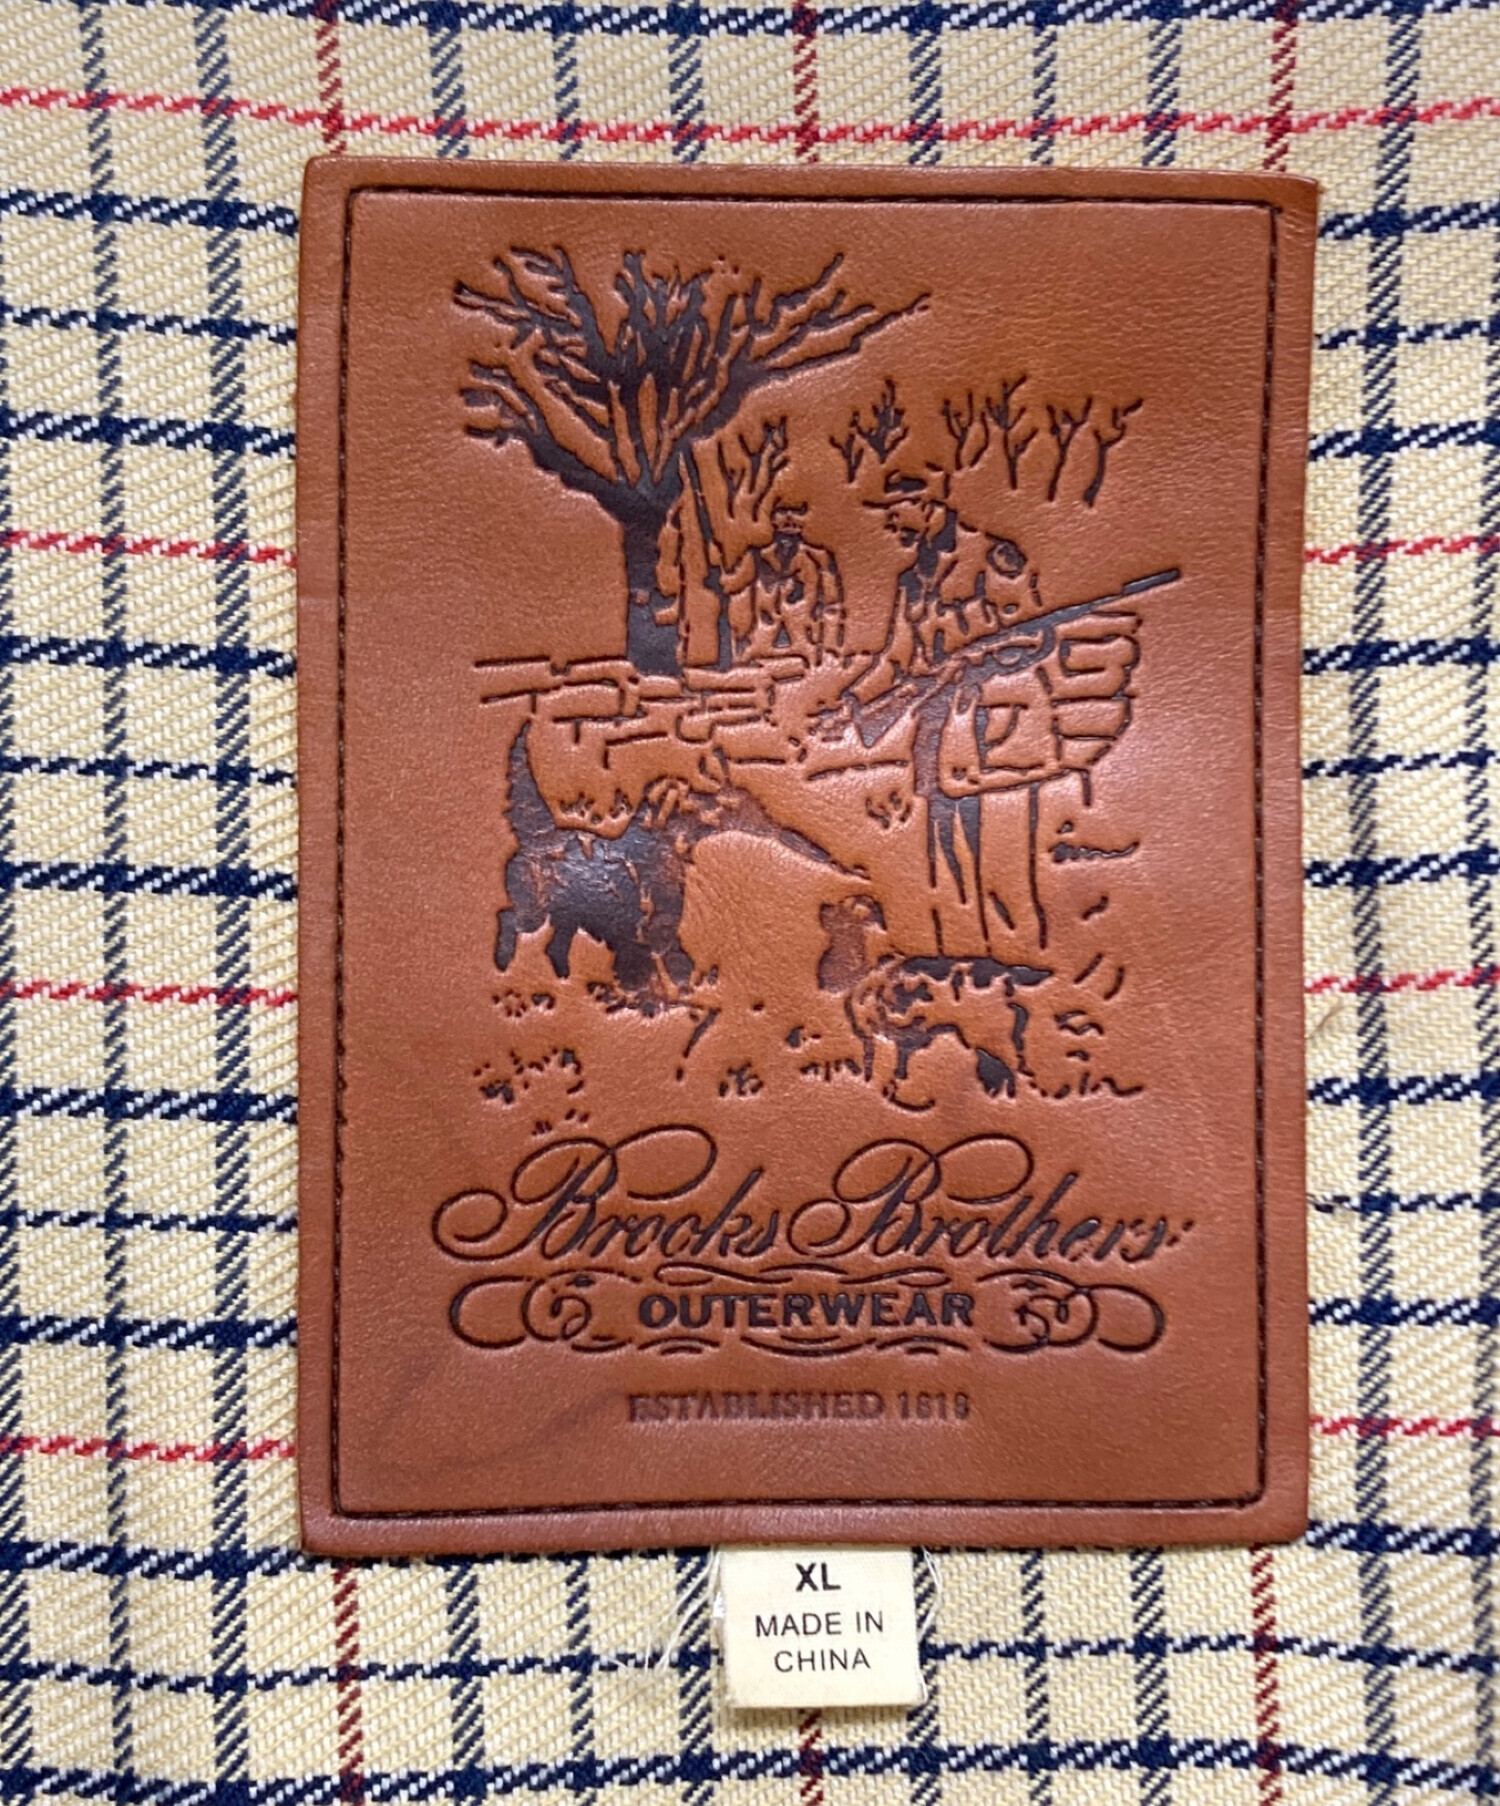 Brooks Brothers
OUTERWEAR
ESTABLISHED 1818
XL
MADE IN
CHINA